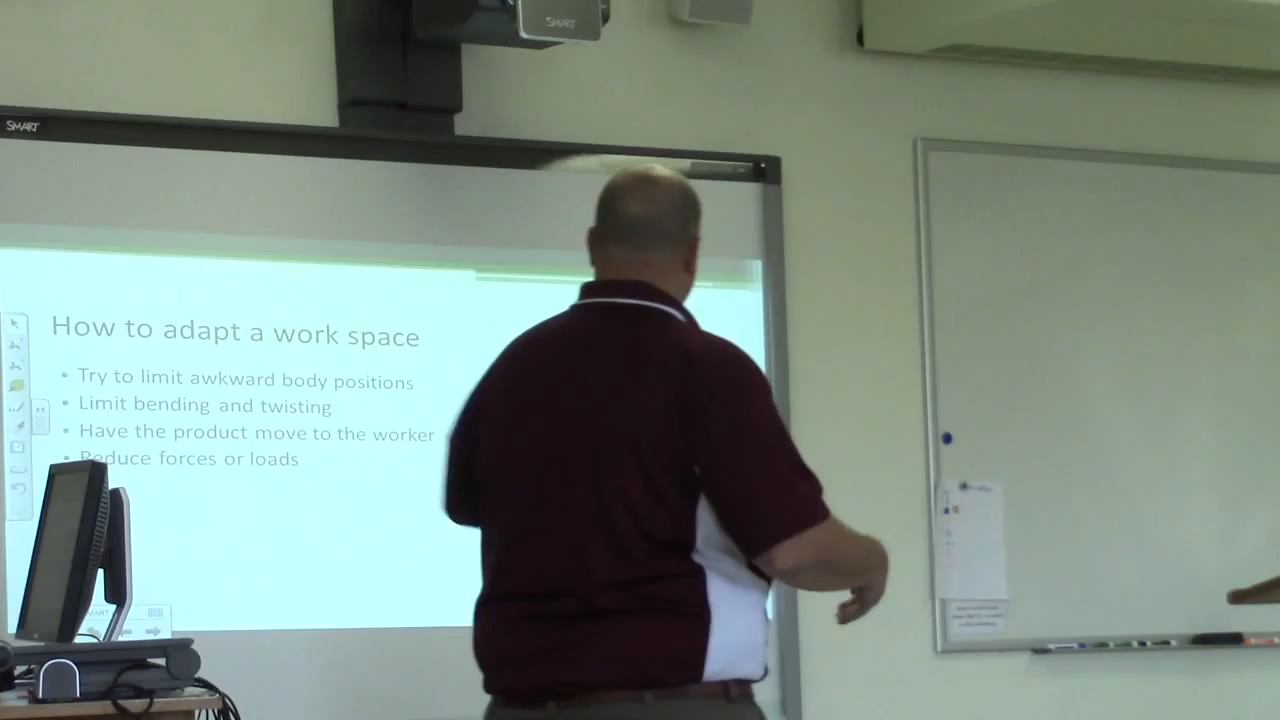 SMART
SMART
How to adapt a work space
• Try to limit awkward body positions
• Limit bending and twisting
• Have the product move to the worker
• Reduce forces or loads